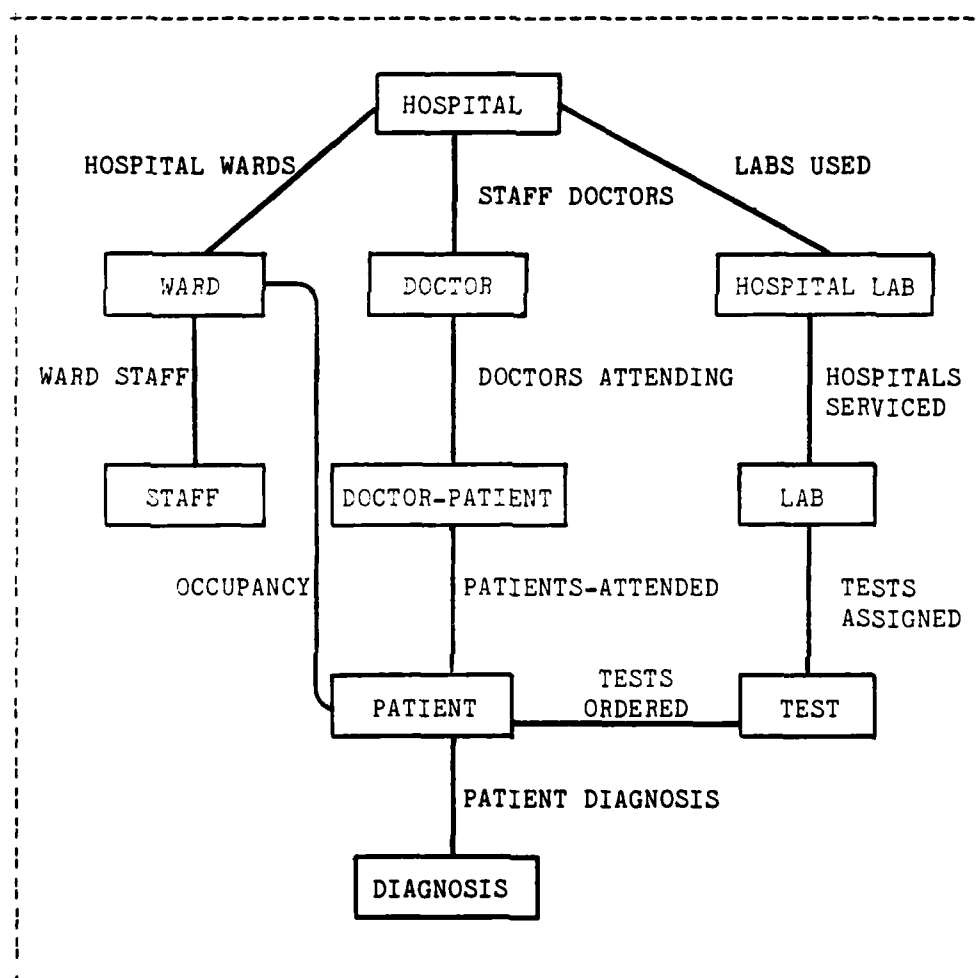 HOSPITAL
HOSPITAL WARDS
LABS USED
STAFF DOCTORS
WARD
DOCTOR
HOSPITAL LAB
WARD STAFF
DOCTORS ATTENDING
HOSPITALS
SERVICED
STAFF
DOCTOR-PATIENT
LAB
OCCUPANCY
PATIENTS-ATTENDED
TESTS
ASSIGNED
PATIENT
TESTS
ORDERED
TEST
PATIENT DIAGNOSIS
DIAGNOSIS